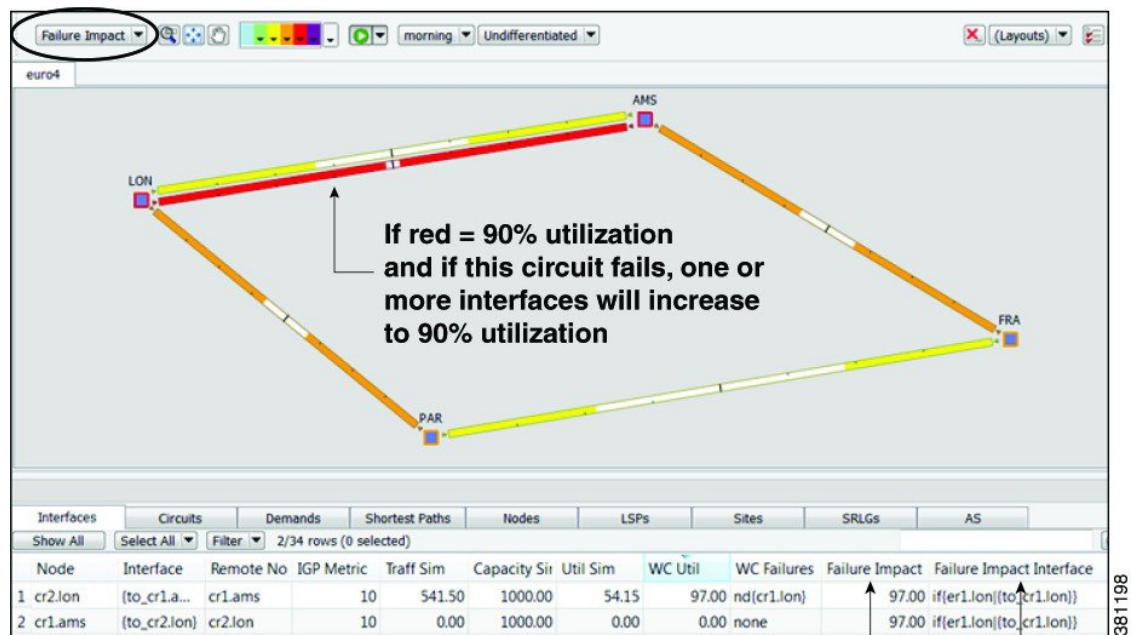 Failure Impact
morning
Undifferentiated
(Layouts)
euro4
AMS
LON
If red = 90% utilization
and if this circuit fails, one or
more interfaces will increase
to 90% utilization
FRA
PAR
Interfaces Circuits Demands Shortest Paths Nodes LSPs Sites SRLGs AS
Show All Select All Filter 2/34 rows (0 selected)
Node Interface Remote No IGP Metric Traff Sim Capacity Sir Util Sim WC Util WC Failures Failure Impact Failure Impact Interface
1 cr2.lon {to_cr1.a... cr1.ams 10 541.50 1000.00 54.15 97.00 nd{cr1.lon} 97.00 if{er1.lon|{to_cr1.lon}}
2 cr1.ams {to_cr2.lon} cr2.lon 10 0.00 1000.00 0.00 0.00 none 97.00 if{er1.lon|{to_cr1.lon}}
381198